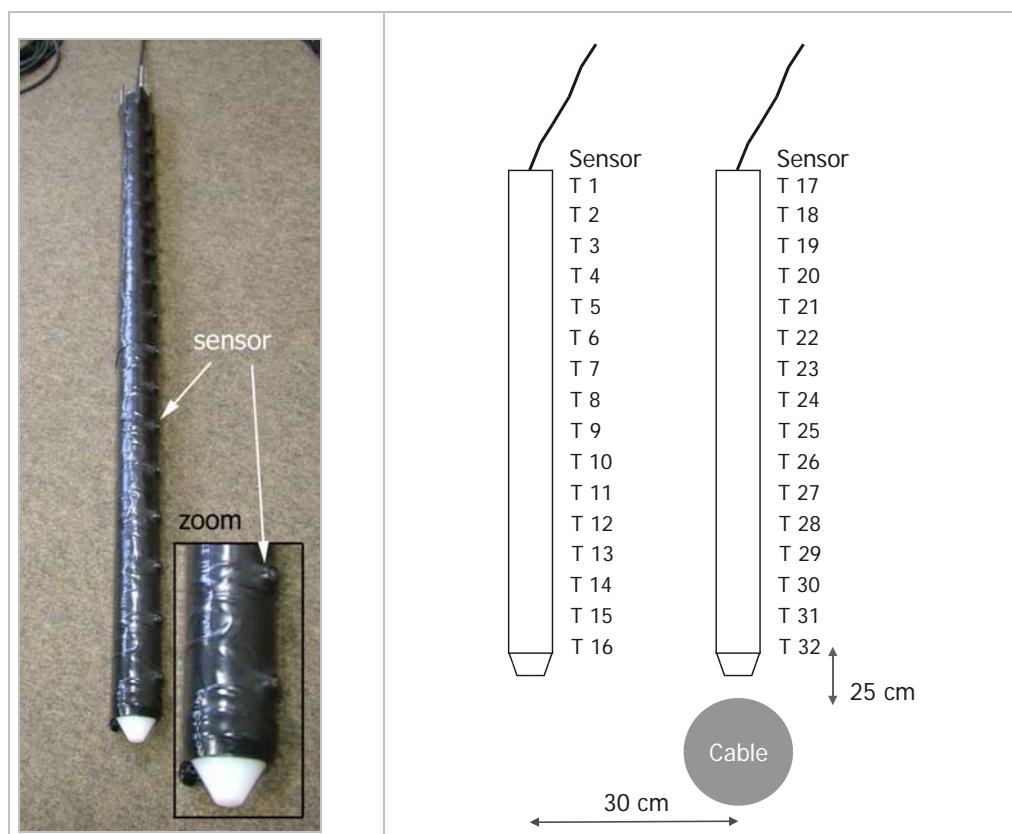 sensor
zoom
Sensor
T 1
T 2
T 3
T 4
T 5
T 6
T 7
T 8
T 9
T 10
T 11
T 12
T 13
T 14
T 15
T 16
Sensor
T 17
T 18
T 19
T 20
T 21
T 22
T 23
T 24
T 25
T 26
T 27
T 28
T 29
T 30
T 31
T 32
25 cm
Cable
30 cm